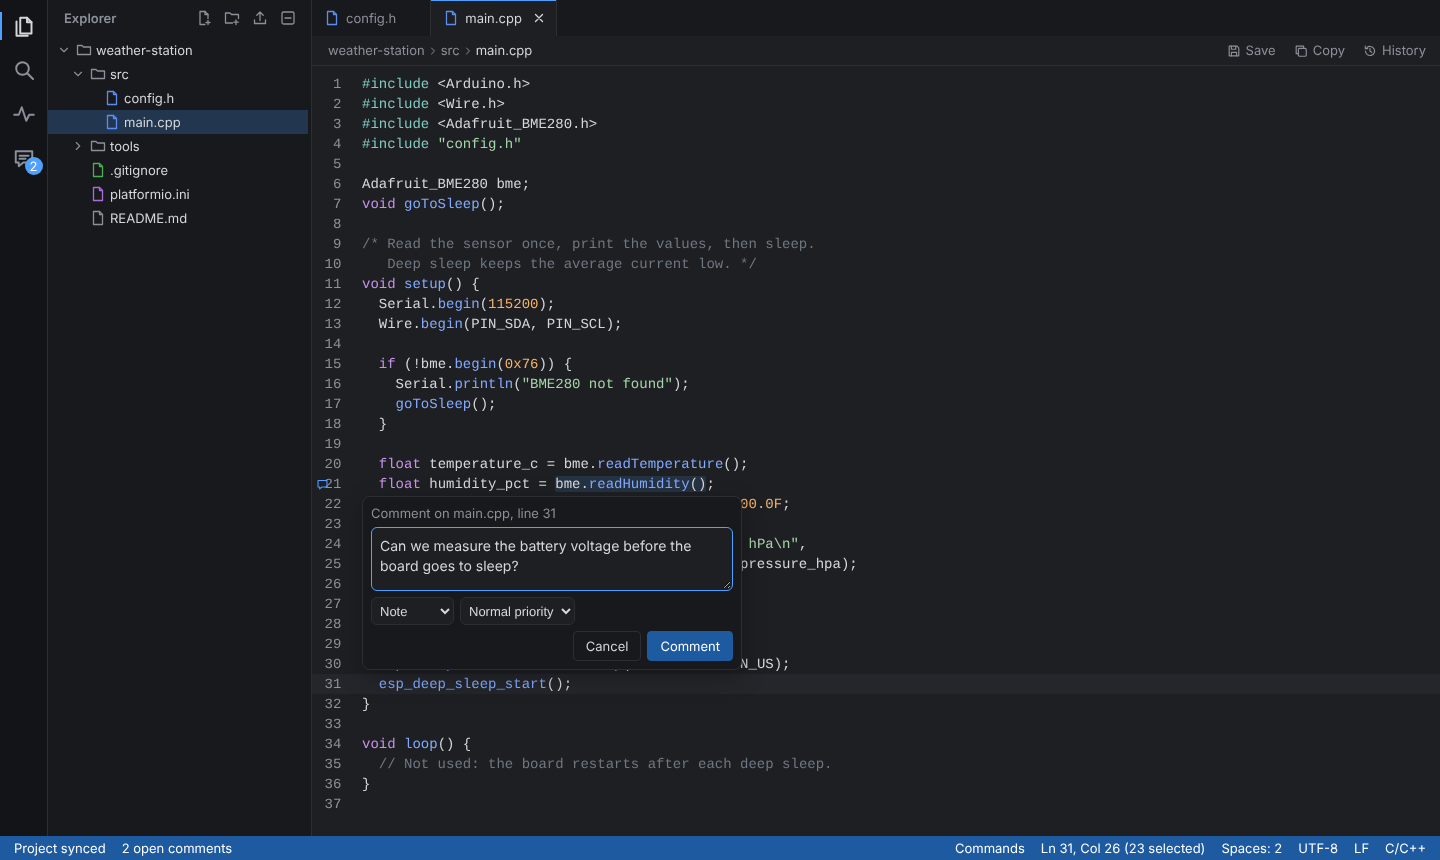 Explorer
config.h
main.cpp
weather-station
src
config.h
main.cpp
tools
.gitignore
platformio.ini
README.md
2
weather-station › src › main.cpp
Save
Copy
History
1 #include <Arduino.h>
2 #include <Wire.h>
3 #include <Adafruit_BME280.h>
4 #include "config.h"
5
6 Adafruit_BME280 bme;
7 void goToSleep();
8
9 /* Read the sensor once, print the values, then sleep.
10 Deep sleep keeps the average current low. */
11 void setup() {
12 Serial.begin(115200);
13 Wire.begin(PIN_SDA, PIN_SCL);
14
15 if (!bme.begin(0x76)) {
16 Serial.println("BME280 not found");
17 goToSleep();
18 }
19
20 float temperature_c = bme.readTemperature();
21 float humidity_pct = bme.readHumidity();
22 00.0F;
23
24 hPa\n",
25 pressure_hpa);
26
27
28
29
30 N_US);
31 esp_deep_sleep_start();
32 }
33
34 void loop() {
35 // Not used: the board restarts after each deep sleep.
36 }
37
Comment on main.cpp, line 31
Can we measure the battery voltage before the
board goes to sleep?
Note
Normal priority
Cancel
Comment
Project synced
2 open comments
Commands
Ln 31, Col 26 (23 selected)
Spaces: 2
UTF-8
LF
C/C++